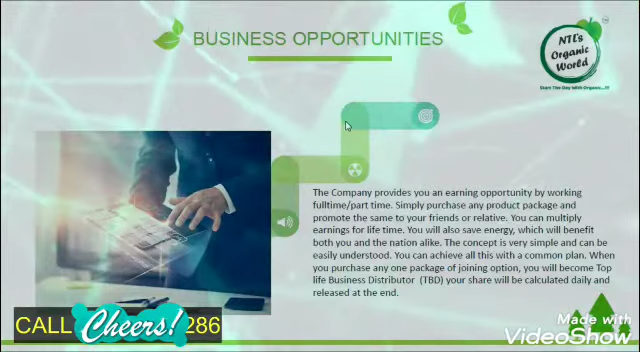 BUSINESS OPPORTUNITIES
NTL's
Organic
World
Start The Day With Organic...!!!
The Company provides you an earning opportunity by working
fulltime/part time. Simply purchase any product package and
promote the same to your friends or relative. You can multiply
earnings for life time. You will also save energy, which will benefit
both you and the nation alike. The concept is very simple and can be
easily understood. You can achieve all this with a common plan. When
you purchase any one package of joining option, you will become Top
life Business Distributor (TBD) your share will be calculated daily and
released at the end.
CALL Cheers! 286
Made with
VideoShow